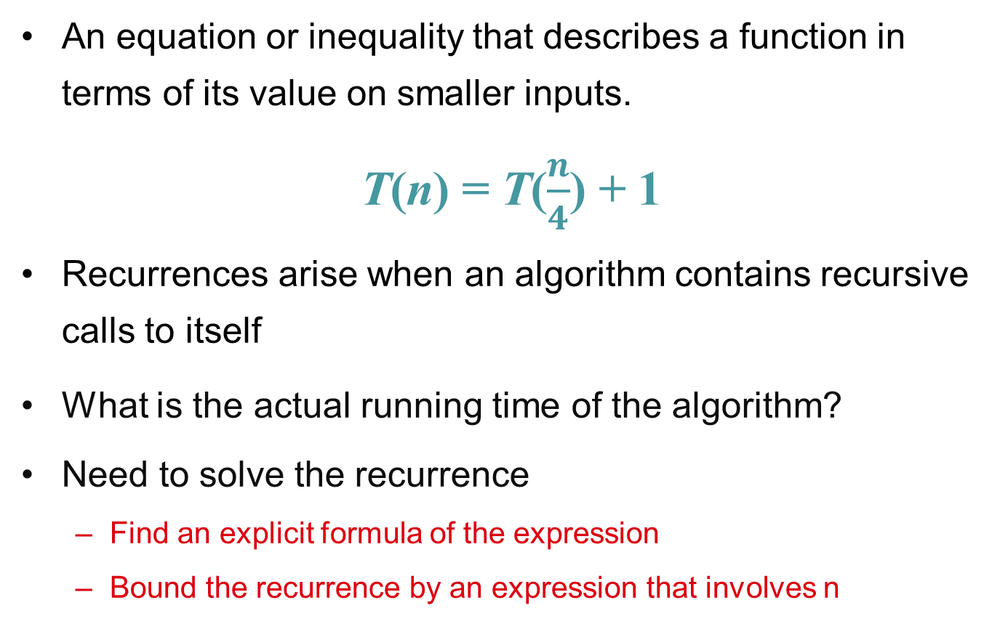 • An equation or inequality that describes a function in
terms of its value on smaller inputs.
T(n) = T(n/4) + 1
• Recurrences arise when an algorithm contains recursive
calls to itself
• What is the actual running time of the algorithm?
• Need to solve the recurrence
– Find an explicit formula of the expression
– Bound the recurrence by an expression that involves n